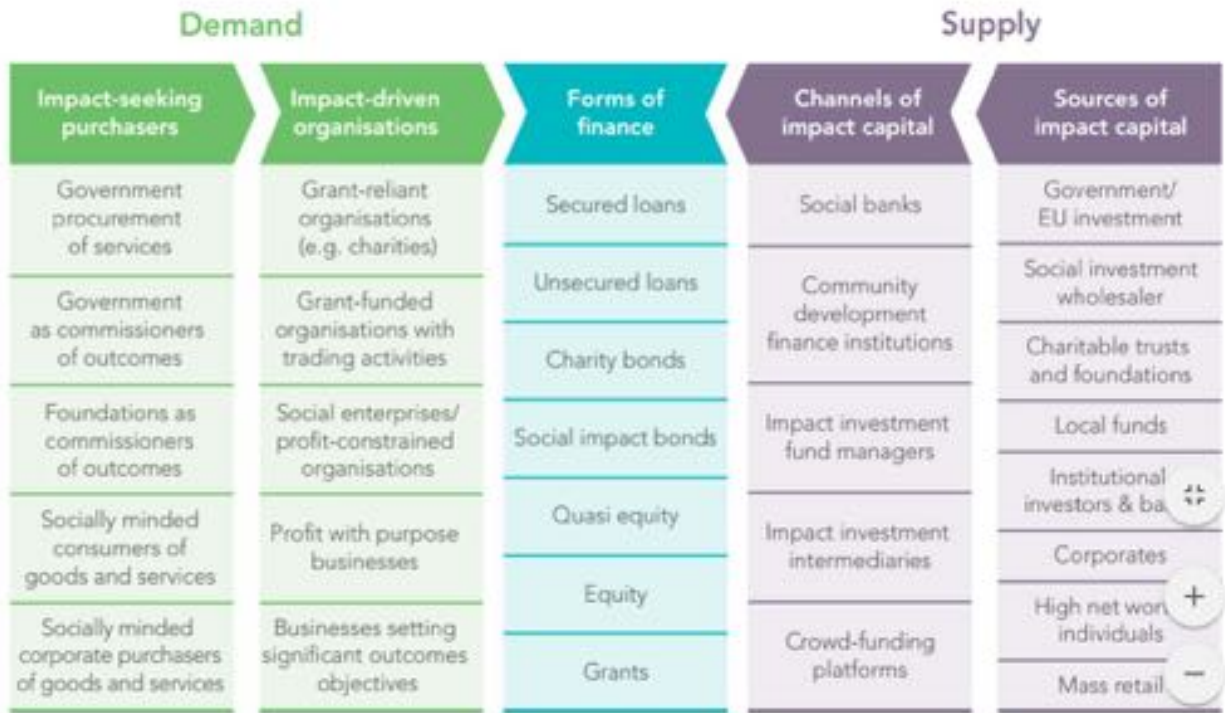 Demand
Supply
Impact-seeking
purchasers
Government
procurement
of services
Government
as commissioners
of outcomes
Foundations as
commissioners
of outcomes
Socially minded
consumers of
goods and services
Socially minded
corporate purchasers
of goods and services
Impact-driven
organisations
Grant-reliant
organisations
(e.g. charities)
Grant-funded
organisations with
trading activities
Social enterprises/
profit-constrained
organisations
Profit with purpose
businesses
Businesses setting
significant outcomes
objectives
Forms of
finance
Secured loans
Unsecured loans
Charity bonds
Social impact bonds
Quasi equity
Equity
Grants
Channels of
impact capital
Social banks
Community
development
finance institutions
Impact investment
fund managers
Impact investment
intermediaries
Crowd-funding
platforms
Sources of
impact capital
Government/
EU investment
Social investment
wholesaler
Charitable trusts
and foundations
Local funds
Institutional
investors &
Corporates
High net
individuals
Mass retail